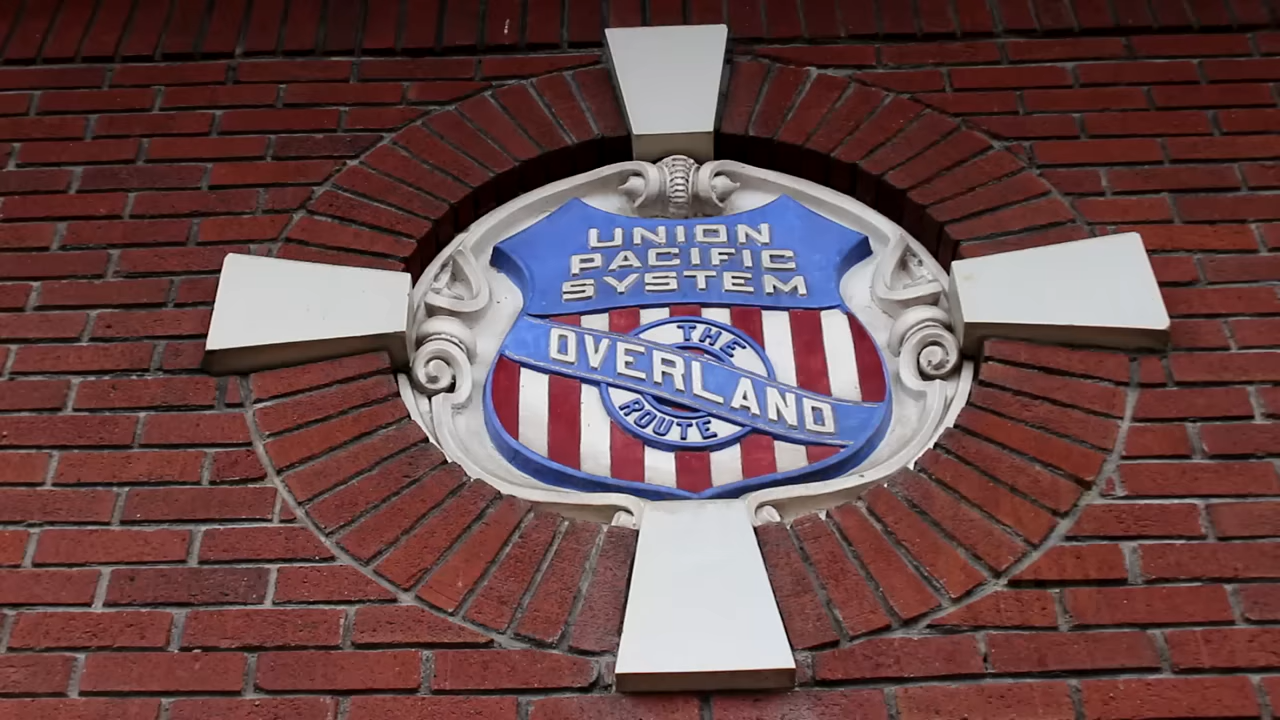 UNION
PACIFIC
SYSTEM
THE
OVERLAND
ROUTE